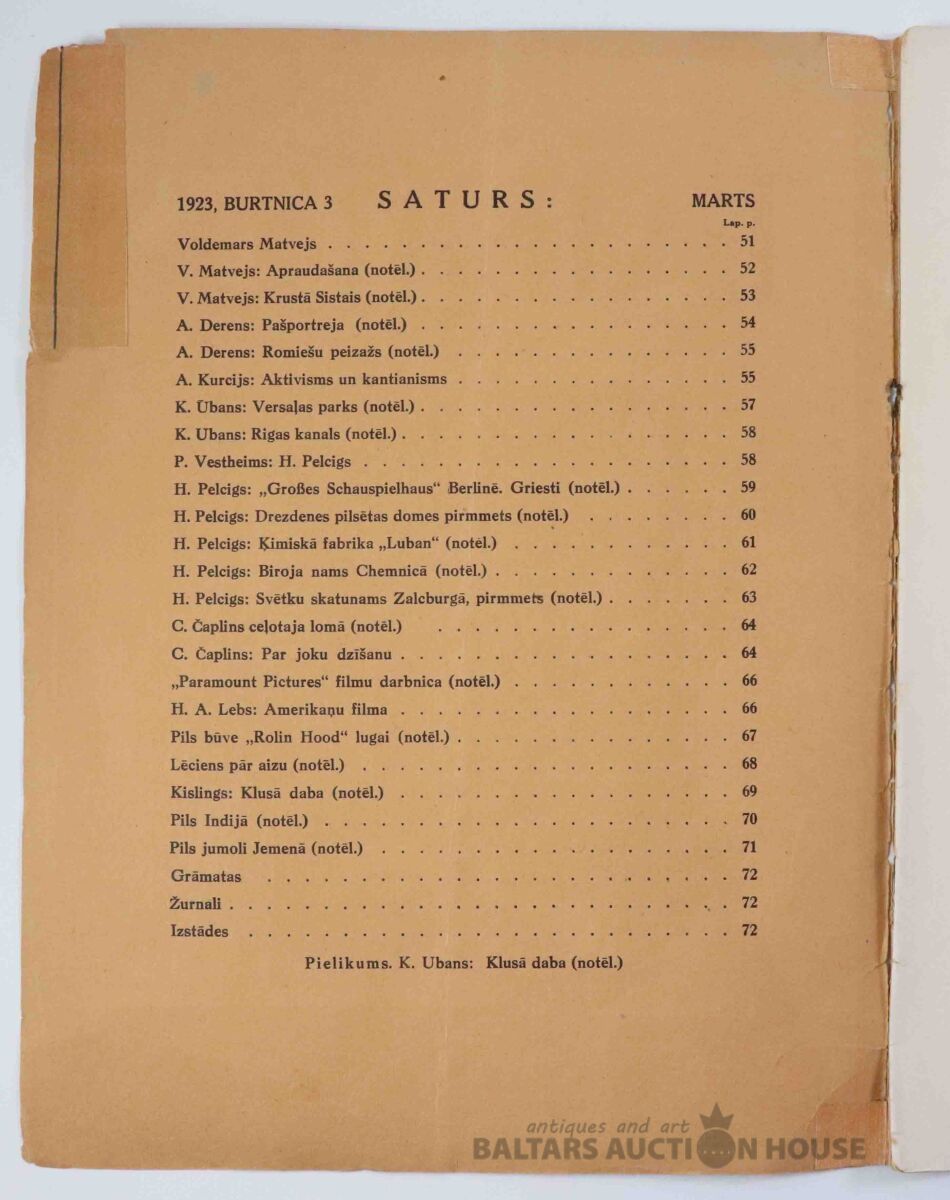 1923, BURTNICA 3 SATURS: MARTS
Lap. p.
Voldemars Matvejs . . . . . . . . . . . . . . . . . . . . . . 51
V. Matvejs: Apraudašana (notēl.) . . . . . . . . . . . . . . . . . 52
V. Matvejs: Krustā Sistais (notēl.) . . . . . . . . . . . . . . . . . 53
A. Derens: Pašportreja (notēl.) . . . . . . . . . . . . . . . . . 54
A. Derens: Romiešu peizažs (notēl.) . . . . . . . . . . . . . . . 55
A. Kurcijs: Aktivisms un kantianisms . . . . . . . . . . . . . . . 55
K. Ubans: Versaļas parks (notēl.) . . . . . . . . . . . . . . . . . 57
K. Ubans: Rigas kanals (notēl.) . . . . . . . . . . . . . . . . . . 58
P. Vestheims: H. Pelcigs . . . . . . . . . . . . . . . . . . . . 58
H. Pelcigs: „Großes Schauspielhaus“ Berlinē. Griesti (notēl.) . . . . . . 59
H. Pelcigs: Drezdenes pilsētas domes pirmmets (notēl.) . . . . . . . . 60
H. Pelcigs: Ķimiskā fabrika „Luban“ (notēl.) . . . . . . . . . . . . 61
H. Pelcigs: Biroja nams Chemnicā (notēl.) . . . . . . . . . . . . . 62
H. Pelcigs: Svētku skatunams Zalcburgā, pirmmets (notēl.) . . . . . . . 63
C. Čaplins ceļotaja lomā (notēl.) . . . . . . . . . . . . . . . . 64
C. Čaplins: Par joku dzīšanu . . . . . . . . . . . . . . . . . . 64
„Paramount Pictures“ filmu darbnica (notēl.) . . . . . . . . . . . . 66
H. A. Lebs: Amerikaņu filma . . . . . . . . . . . . . . . . . . 66
Pils būve „Rolin Hood“ lugai (notēl.) . . . . . . . . . . . . . . . 67
Lēciens pār aizu (notēl.) . . . . . . . . . . . . . . . . . . . . 68
Kislings: Klusā daba (notēl.) . . . . . . . . . . . . . . . . . . 69
Pils Indijā (notēl.) . . . . . . . . . . . . . . . . . . . . . . 70
Pils jumoli Jemenā (notēl.) . . . . . . . . . . . . . . . . . . . 71
Grāmatas . . . . . . . . . . . . . . . . . . . . . . . . . 72
Žurnali . . . . . . . . . . . . . . . . . . . . . . . . . . . 72
Izstādes . . . . . . . . . . . . . . . . . . . . . . . . . . 72
Pielikums. K. Ubans: Klusā daba (notēl.)
antiques and art
BALTARS AUCTION HOUSE